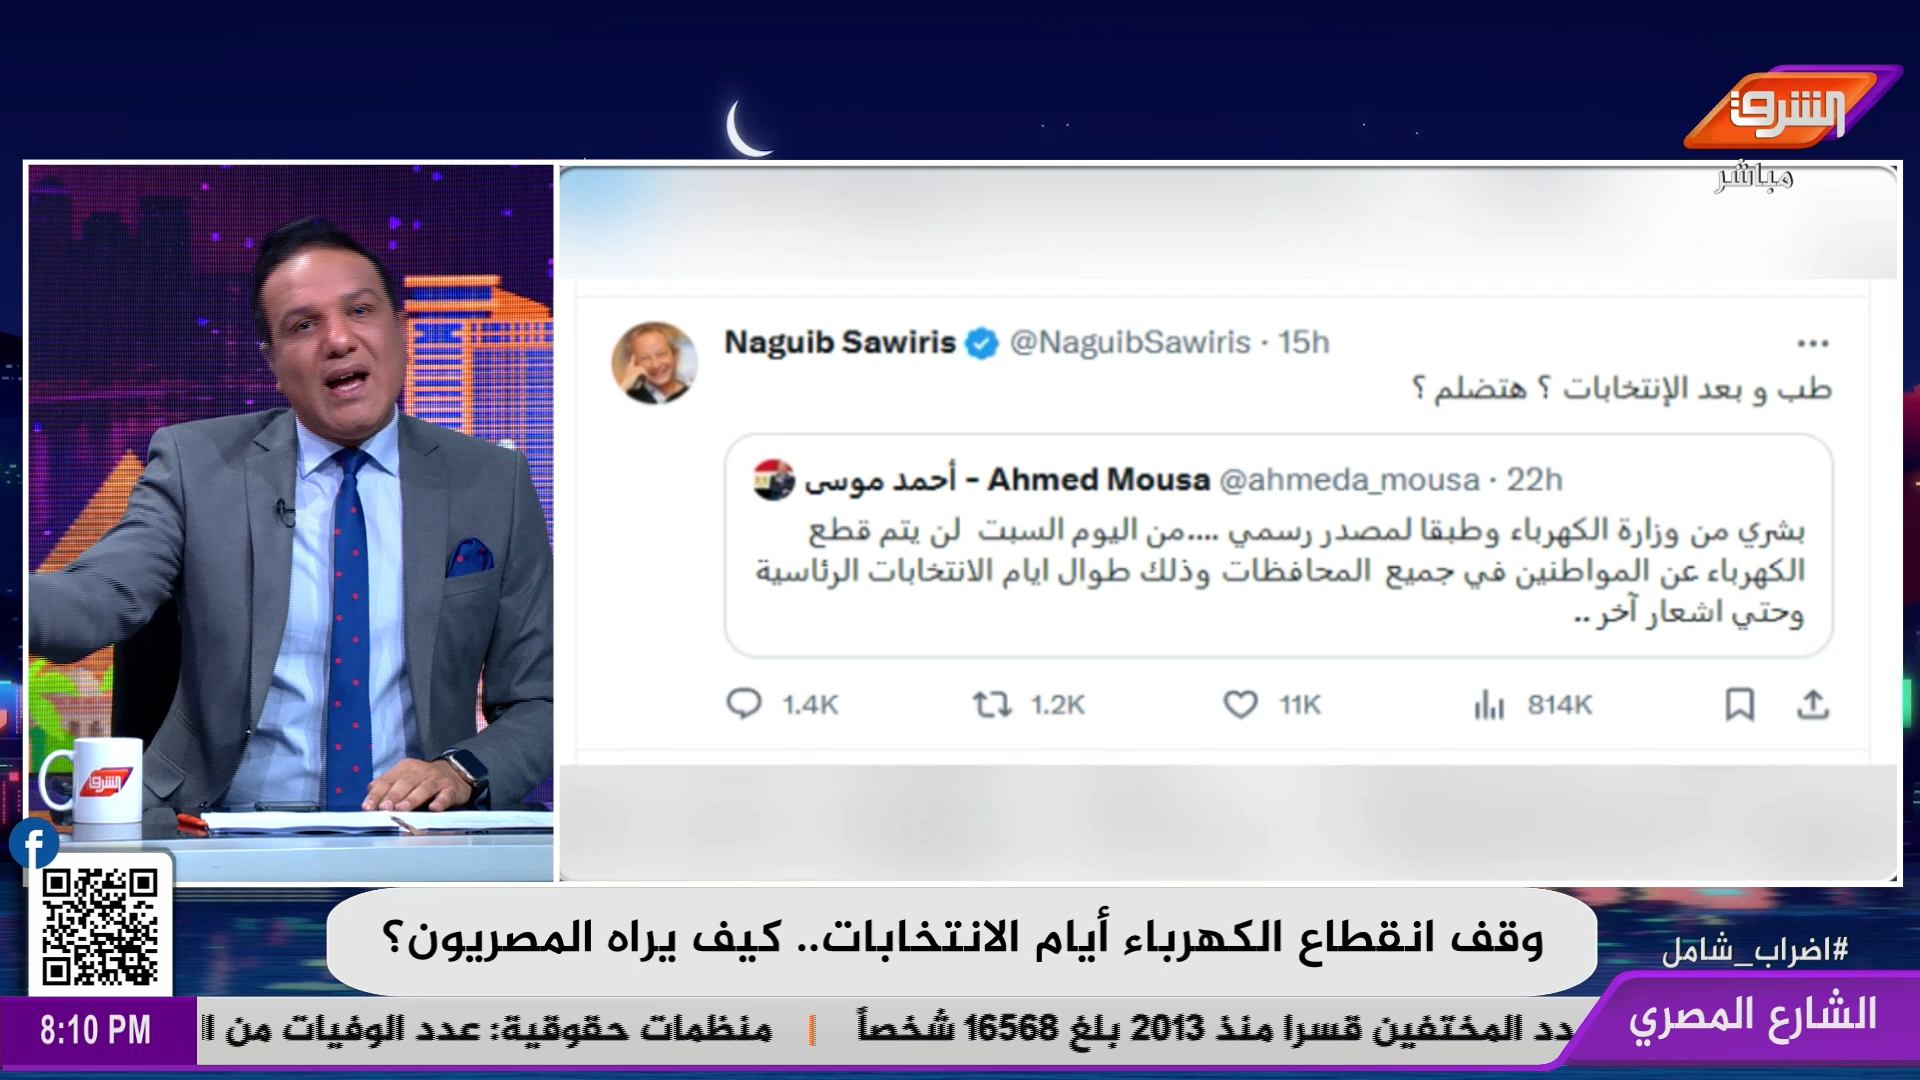 الشرق
مباشر
Naguib Sawiris @NaguibSawiris · 15h
طب و بعد الإنتخابات ؟ هتضلم ؟
أحمد موسى - Ahmed Mousa @ahmeda_mousa · 22h
بشري من وزارة الكهرباء وطبقا لمصدر رسمي ....من اليوم السبت لن يتم قطع
الكهرباء عن المواطنين في جميع المحافظات وذلك طوال ايام الانتخابات الرئاسية
وحتي اشعار آخر ..
1.4K 1.2K 11K 814K
الشرق
f
وقف انقطاع الكهرباء أيام الانتخابات.. كيف يراه المصريون؟
#اضراب_شامل
الشارع المصري
دد المختفين قسرا منذ 2013 بلغ 16568 شخصاً | منظمات حقوقية: عدد الوفيات من ا
8:10 PM